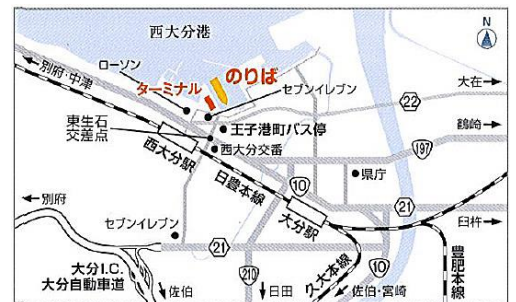 西大分港
N
←別府・中津
ローソン
ターミナル
のりば
セブンイレブン
大在→
22
東生石
交差点
王子港町バス停
西大分交番
鶴崎→
197
西大分駅
日豊本線
10
県庁
大分駅
21
臼杵→
←別府
セブンイレブン
21
大分I.C.
大分自動車道
↓佐伯
210
↓日田
久大本線
10
↙佐伯・宮崎
豊肥本線